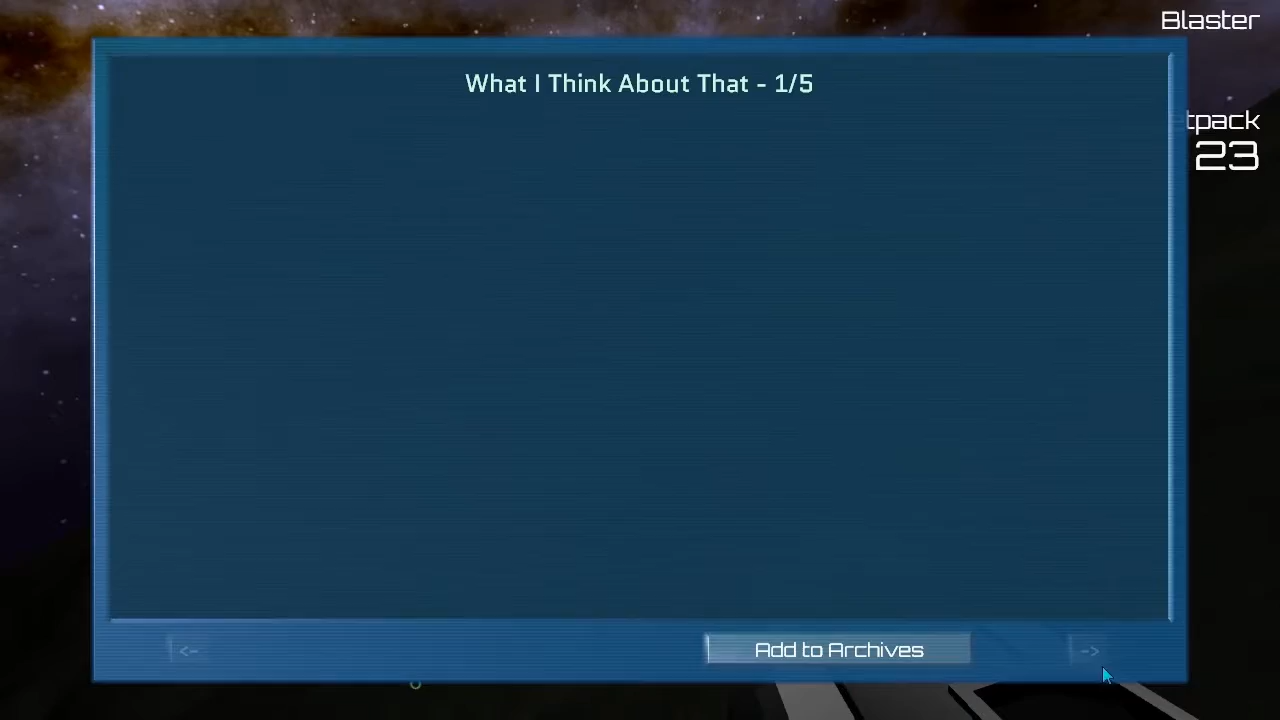 Blaster
What I Think About That - 1/5
tpack
23
<-
Add to Archives
->